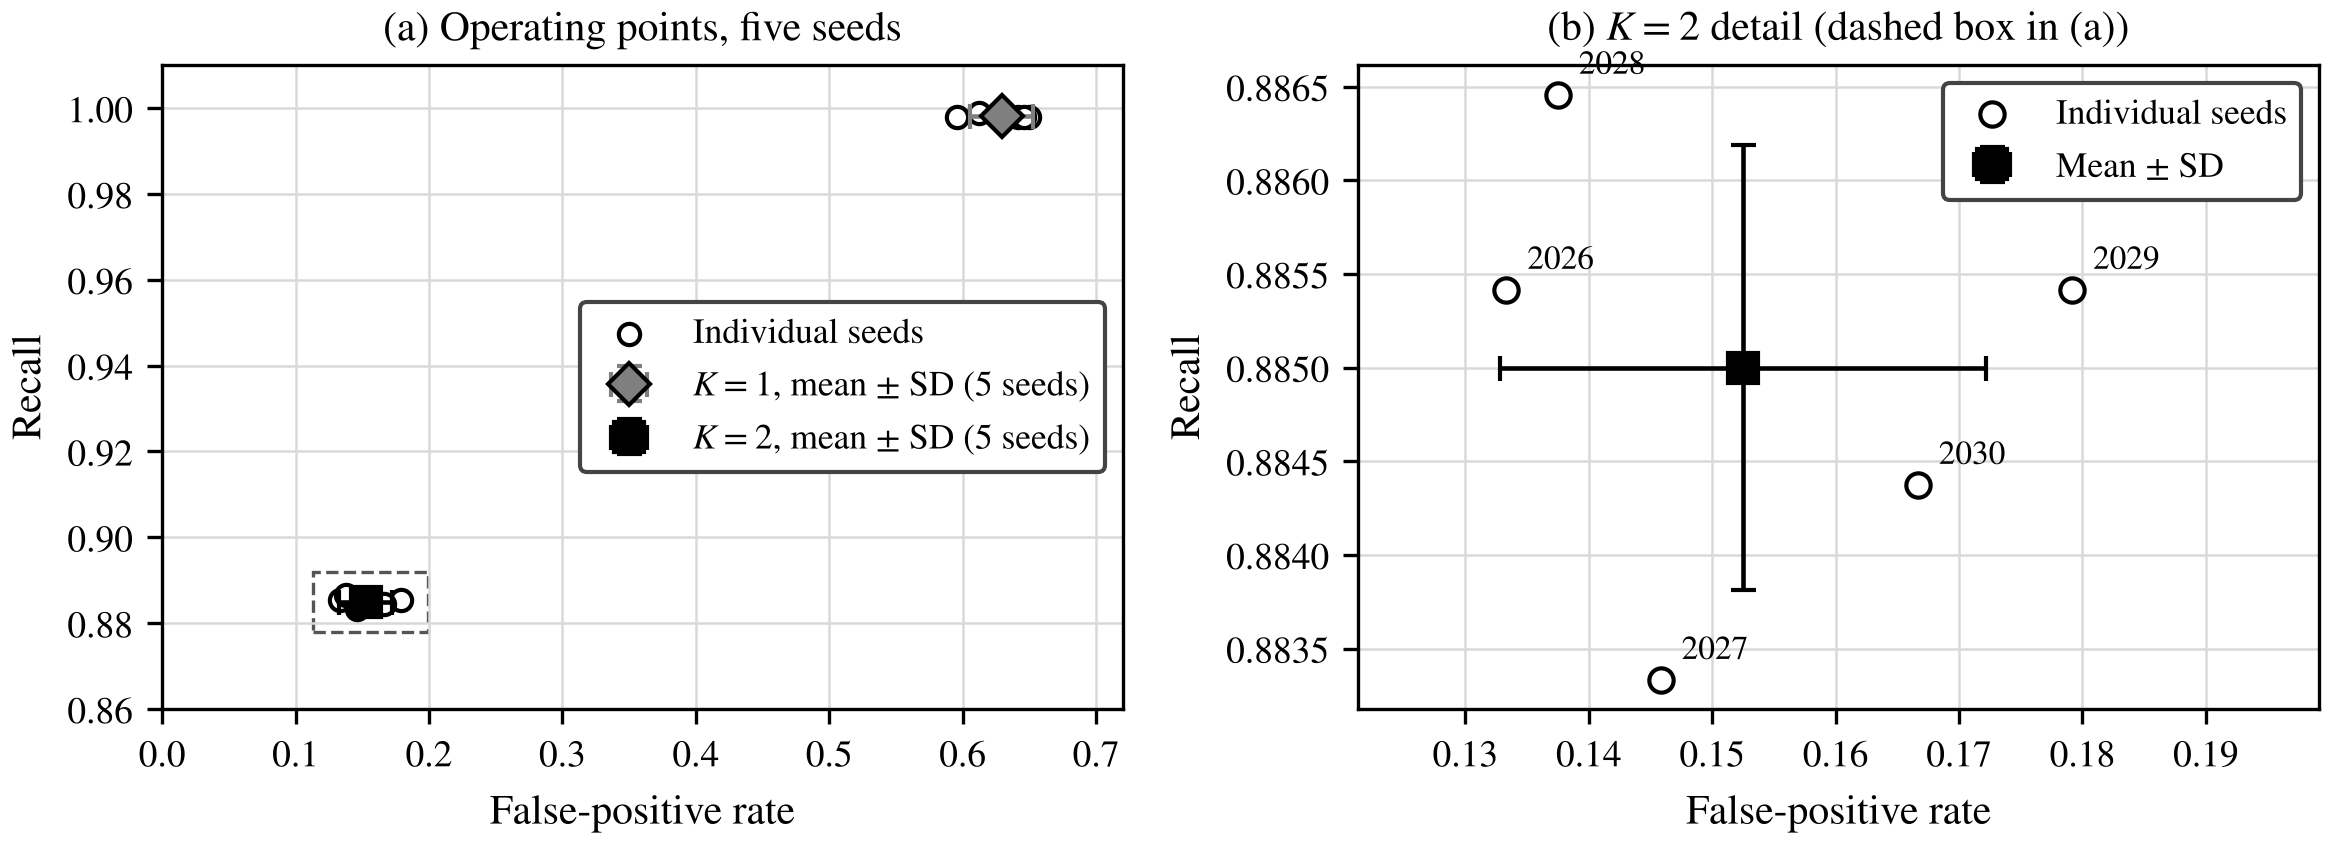 (a) Operating points, five seeds
1.00
0.98
0.96
0.94
0.92
0.90
0.88
0.86
Recall
Individual seeds
K = 1, mean ± SD (5 seeds)
K = 2, mean ± SD (5 seeds)
0.0 0.1 0.2 0.3 0.4 0.5 0.6 0.7
False-positive rate
(b) K = 2 detail (dashed box in (a))
0.8865
0.8860
0.8855
0.8850
0.8845
0.8840
0.8835
Recall
2028
Individual seeds
Mean ± SD
2026
2029
2030
2027
0.13 0.14 0.15 0.16 0.17 0.18 0.19
False-positive rate